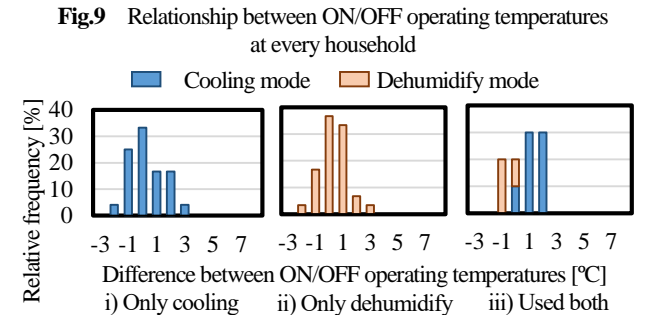 Fig.9 Relationship between ON/OFF operating temperatures
at every household
Cooling mode Dehumidify mode
Relative frequency [%]
40
30
20
10
0
-3 -1 1 3 5 7 -3 -1 1 3 5 7 -3 -1 1 3 5 7
Difference between ON/OFF operating temperatures [ºC]
i) Only cooling ii) Only dehumidify iii) Used both